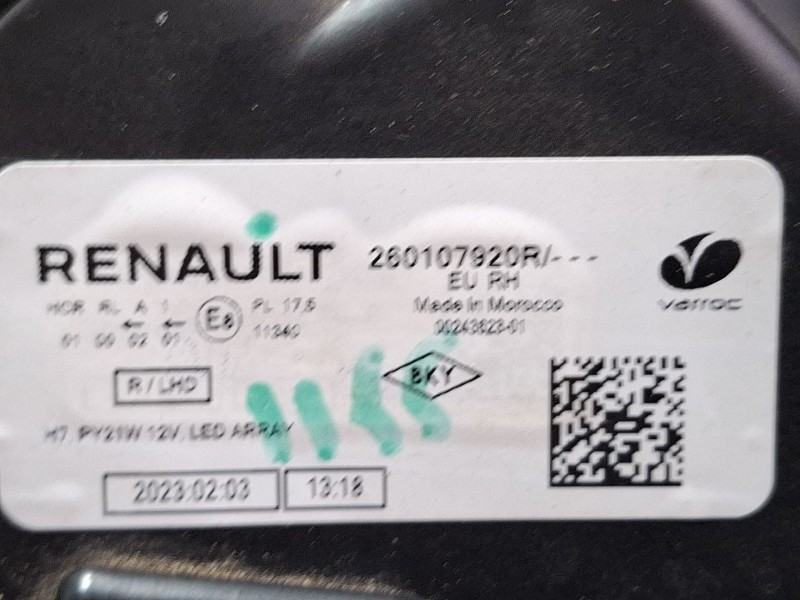 RENAULT
260107920R/---
EU RH
Made in Morocco
00243823-01
varroc
HCR RL A 1
01 00 02 01
E8
PL 17,5
11340
R / LHD
BKY
H7, PY21W 12V, LED ARRAY
2023:02:03
13:18